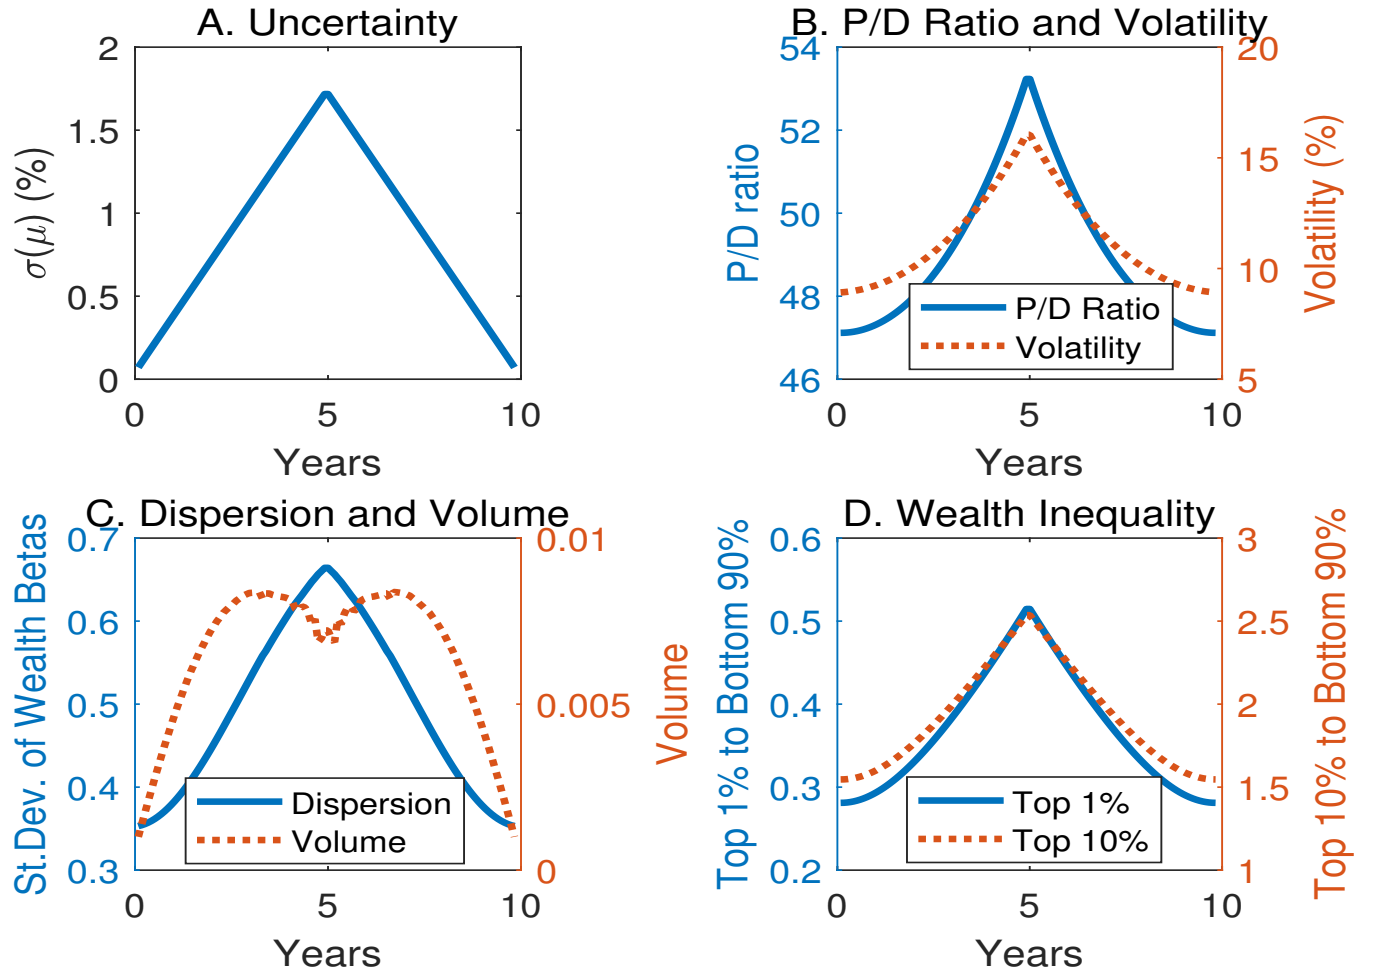 A. Uncertainty
2
1.5
1
0.5
0
σ(μ) (%)
0 5 10
Years
B. P/D Ratio and Volatility
54
52
50
48
46
P/D ratio
20
15
10
5
Volatility (%)
P/D Ratio
Volatility
0 5 10
Years
C. Dispersion and Volume
0.7
0.6
0.5
0.4
0.3
St.Dev. of Wealth Betas
0.01
0.005
0
Volume
Dispersion
Volume
0 5 10
Years
D. Wealth Inequality
0.6
0.5
0.4
0.3
0.2
Top 1% to Bottom 90%
3
2.5
2
1.5
1
Top 10% to Bottom 90%
Top 1%
Top 10%
0 5 10
Years